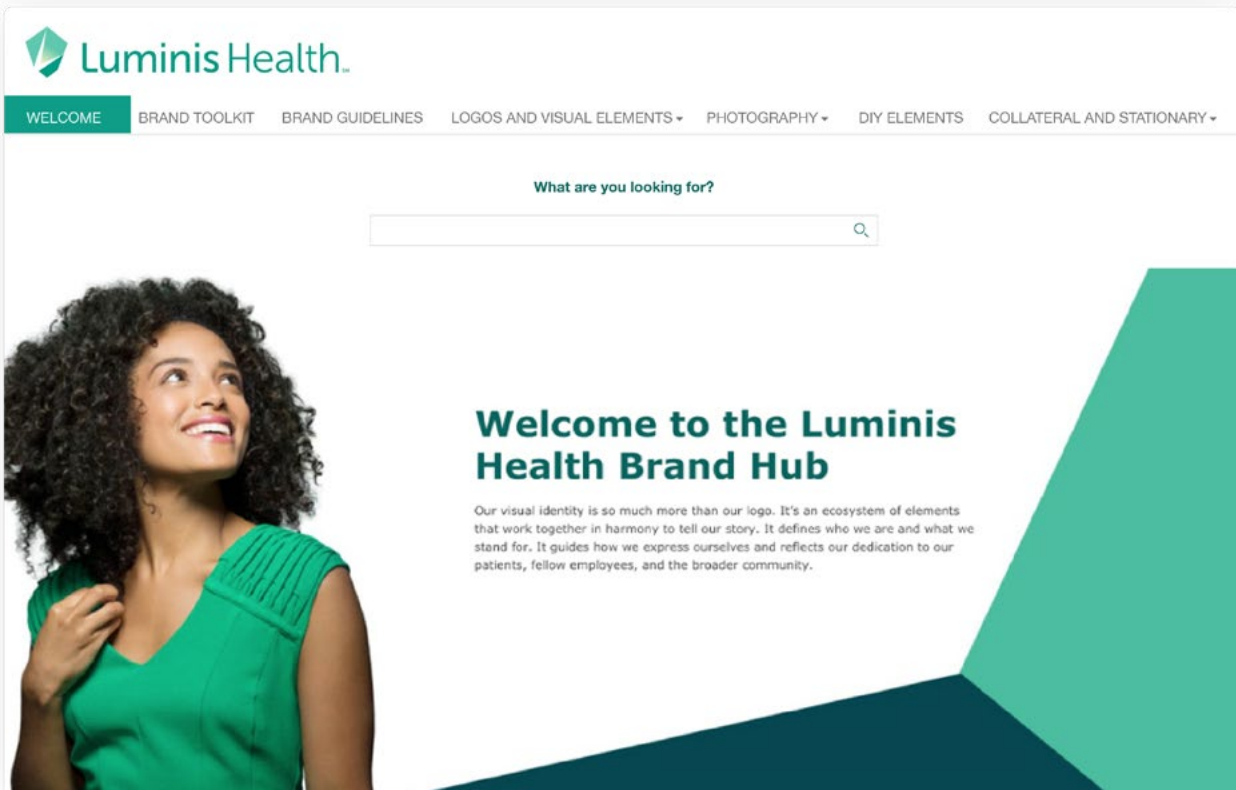 Luminis Health℠
WELCOME BRAND TOOLKIT BRAND GUIDELINES LOGOS AND VISUAL ELEMENTS PHOTOGRAPHY DIY ELEMENTS COLLATERAL AND STATIONARY
What are you looking for?
Welcome to the Luminis
Health Brand Hub
Our visual identity is so much more than our logo. It's an ecosystem of elements
that work together in harmony to tell our story. It defines who we are and what we
stand for. It guides how we express ourselves and reflects our dedication to our
patients, fellow employees, and the broader community.